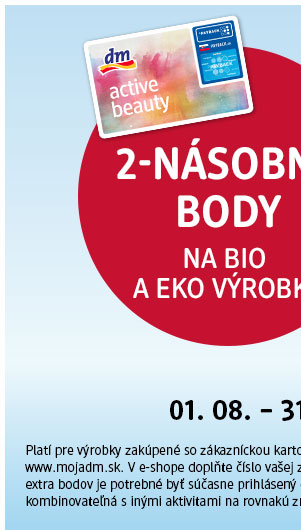 dm
active
beauty
PAYBACK
2-NÁSOBN
BODY
NA BIO
A EKO VÝROBK
01. 08. – 31
Platí pre výrobky zakúpené so zákazníckou karto
www.mojadm.sk. V e-shope doplňte číslo vašej z
extra bodov je potrebné byť súčasne prihlásený
kombinovateľná s inými aktivitami na rovnakú zn